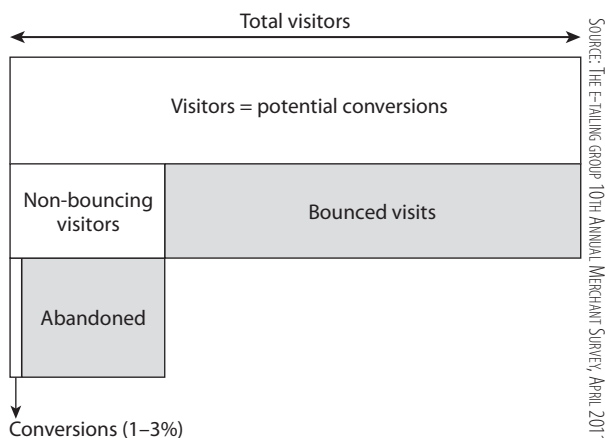 Total visitors
Visitors = potential conversions
Non-bouncing
visitors
Bounced visits
Abandoned
Conversions (1–3%)
SOURCE: THE E-TAILING GROUP 10TH ANNUAL MERCHANT SURVEY, APRIL